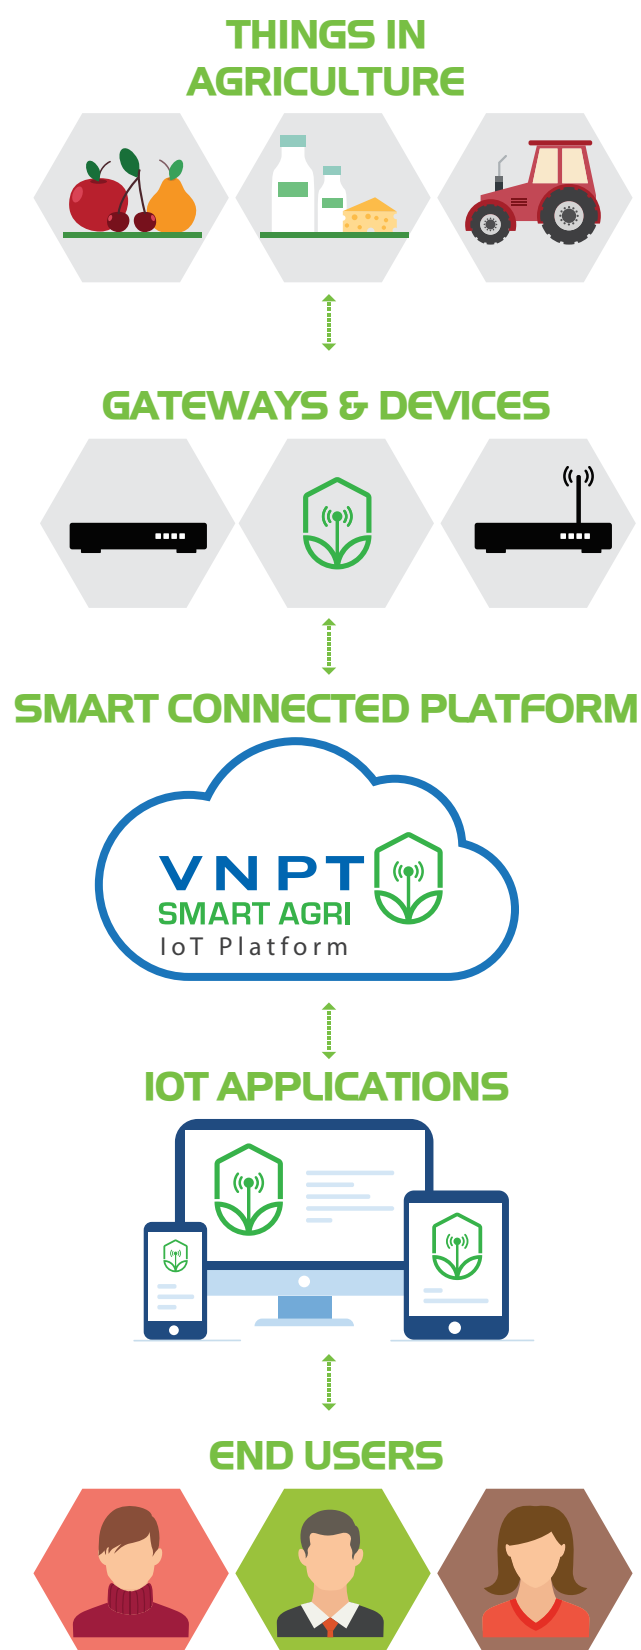 THINGS IN
AGRICULTURE
GATEWAYS & DEVICES
SMART CONNECTED PLATFORM
VNPT
SMART AGRI
IoT Platform
IOT APPLICATIONS
END USERS